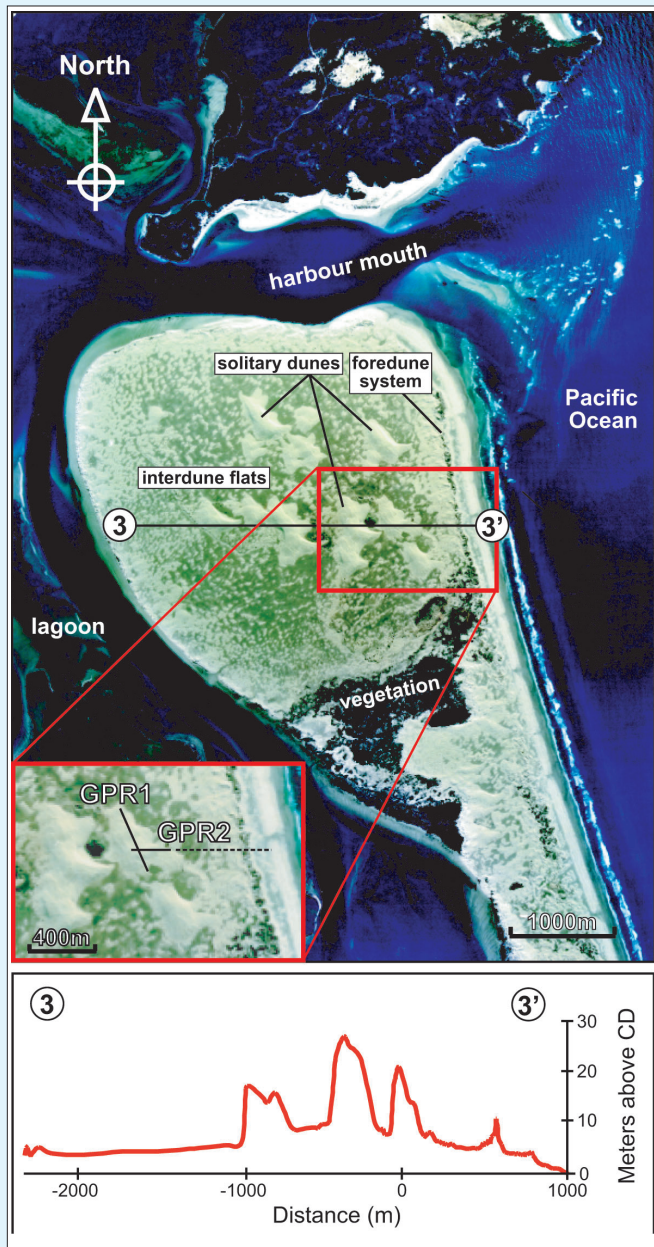 North
harbour mouth
solitary dunes
foredune
system
Pacific
Ocean
interdune flats
3
3'
lagoon
vegetation
GPR1
GPR2
400m
1000m
3
3'
30
20
10
0
Meters above CD
-2000
-1000
0
1000
Distance (m)